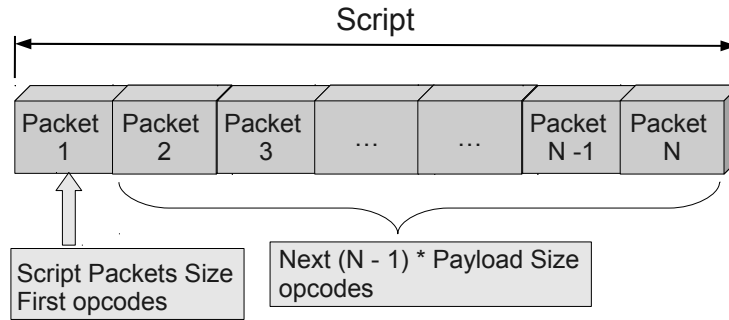 Script
Packet
1
Packet
2
Packet
3
...
...
Packet
N -1
Packet
N
Script Packets Size
First opcodes
Next (N - 1) * Payload Size
opcodes